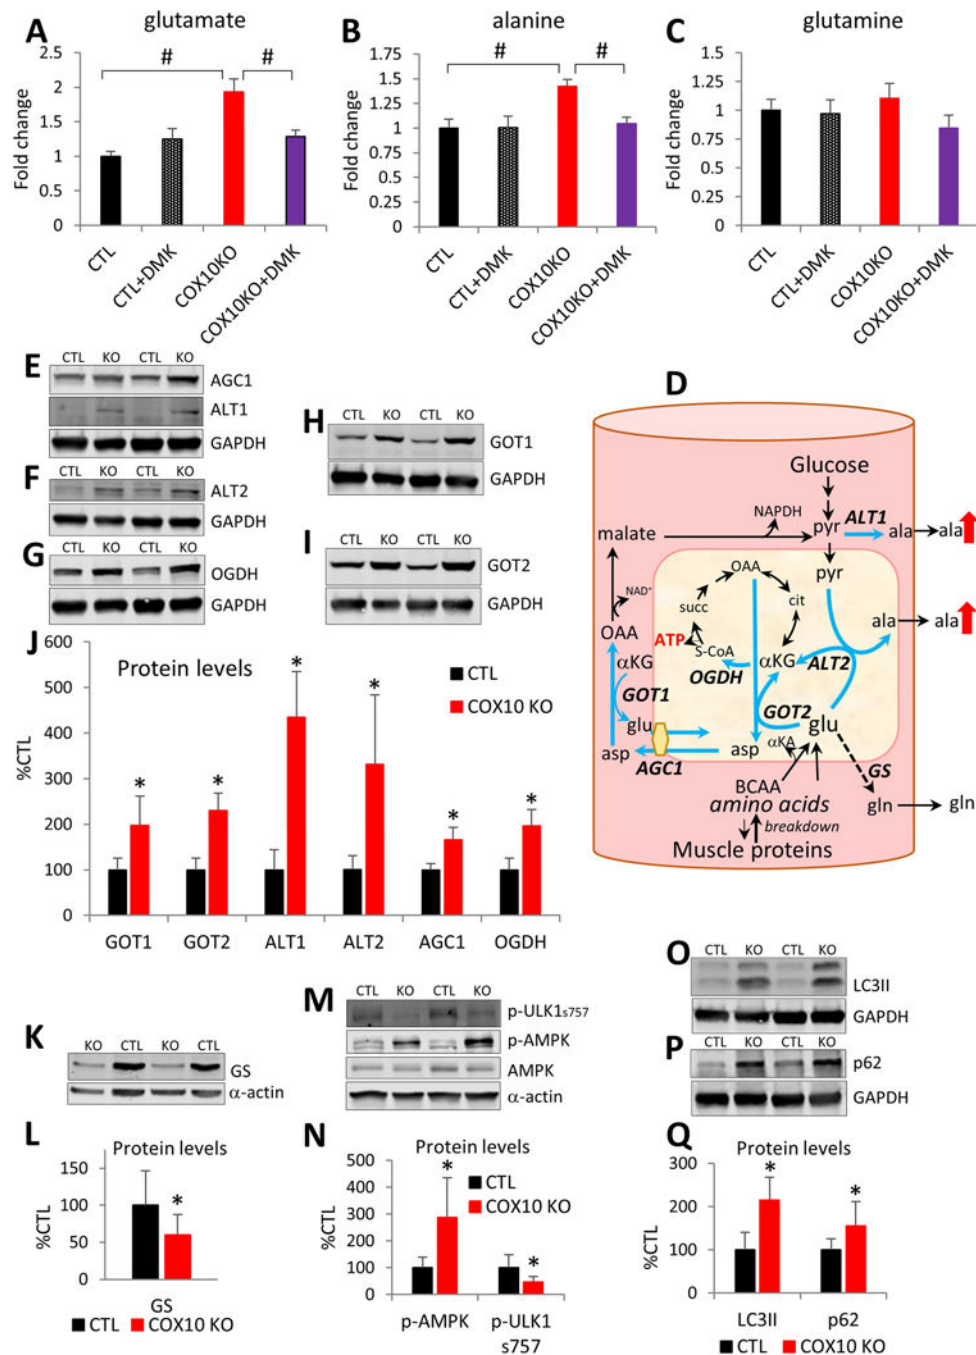 A glutamate
#
#
Fold change
2.5
2
1.5
1
0.5
0
CTL
CTL+DMK
COX10KO
COX10KO+DMK
B alanine
#
#
Fold change
1.75
1.5
1.25
1
0.75
0.5
0.25
0
CTL
CTL+DMK
COX10KO
COX10KO+DMK
C glutamine
Fold change
1.5
1.25
1
0.75
0.5
0.25
0
CTL
CTL+DMK
COX10KO
COX10KO+DMK
E
CTL KO CTL KO
AGC1
ALT1
GAPDH
F
CTL KO CTL KO
ALT2
GAPDH
G
CTL KO CTL KO
OGDH
GAPDH
H
CTL KO CTL KO
GOT1
GAPDH
I
CTL KO CTL KO
GOT2
GAPDH
D
Glucose
NAPDH
malate
pyr
ALT1
ala
ala
pyr
NAD+
OAA
cit
succ
ala
ala
OAA
ATP
S-CoA
αKG
αKG
ALT2
OGDH
GOT1
GOT2
glu
glu
asp
asp
αKA
AGC1
GS
BCAA
gln
gln
amino acids
breakdown
Muscle proteins
J
Protein levels
CTL
COX10 KO
%CTL
600
500
400
300
200
100
0
* * * * * *
GOT1 GOT2 ALT1 ALT2 AGC1 OGDH
K
KO CTL KO CTL
GS
α-actin
L
Protein levels
%CTL
150
100
50
0
*
GS
CTL COX10 KO
M
CTL KO CTL KO
p-ULK1s757
p-AMPK
AMPK
α-actin
N
Protein levels
%CTL
500
400
300
200
100
0
CTL
COX10 KO
* *
p-AMPK p-ULK1
s757
O
CTL KO CTL KO
LC3II
GAPDH
P
CTL KO CTL KO
p62
GAPDH
Q
Protein levels
%CTL
300
200
100
0
* *
LC3II p62
CTL COX10 KO